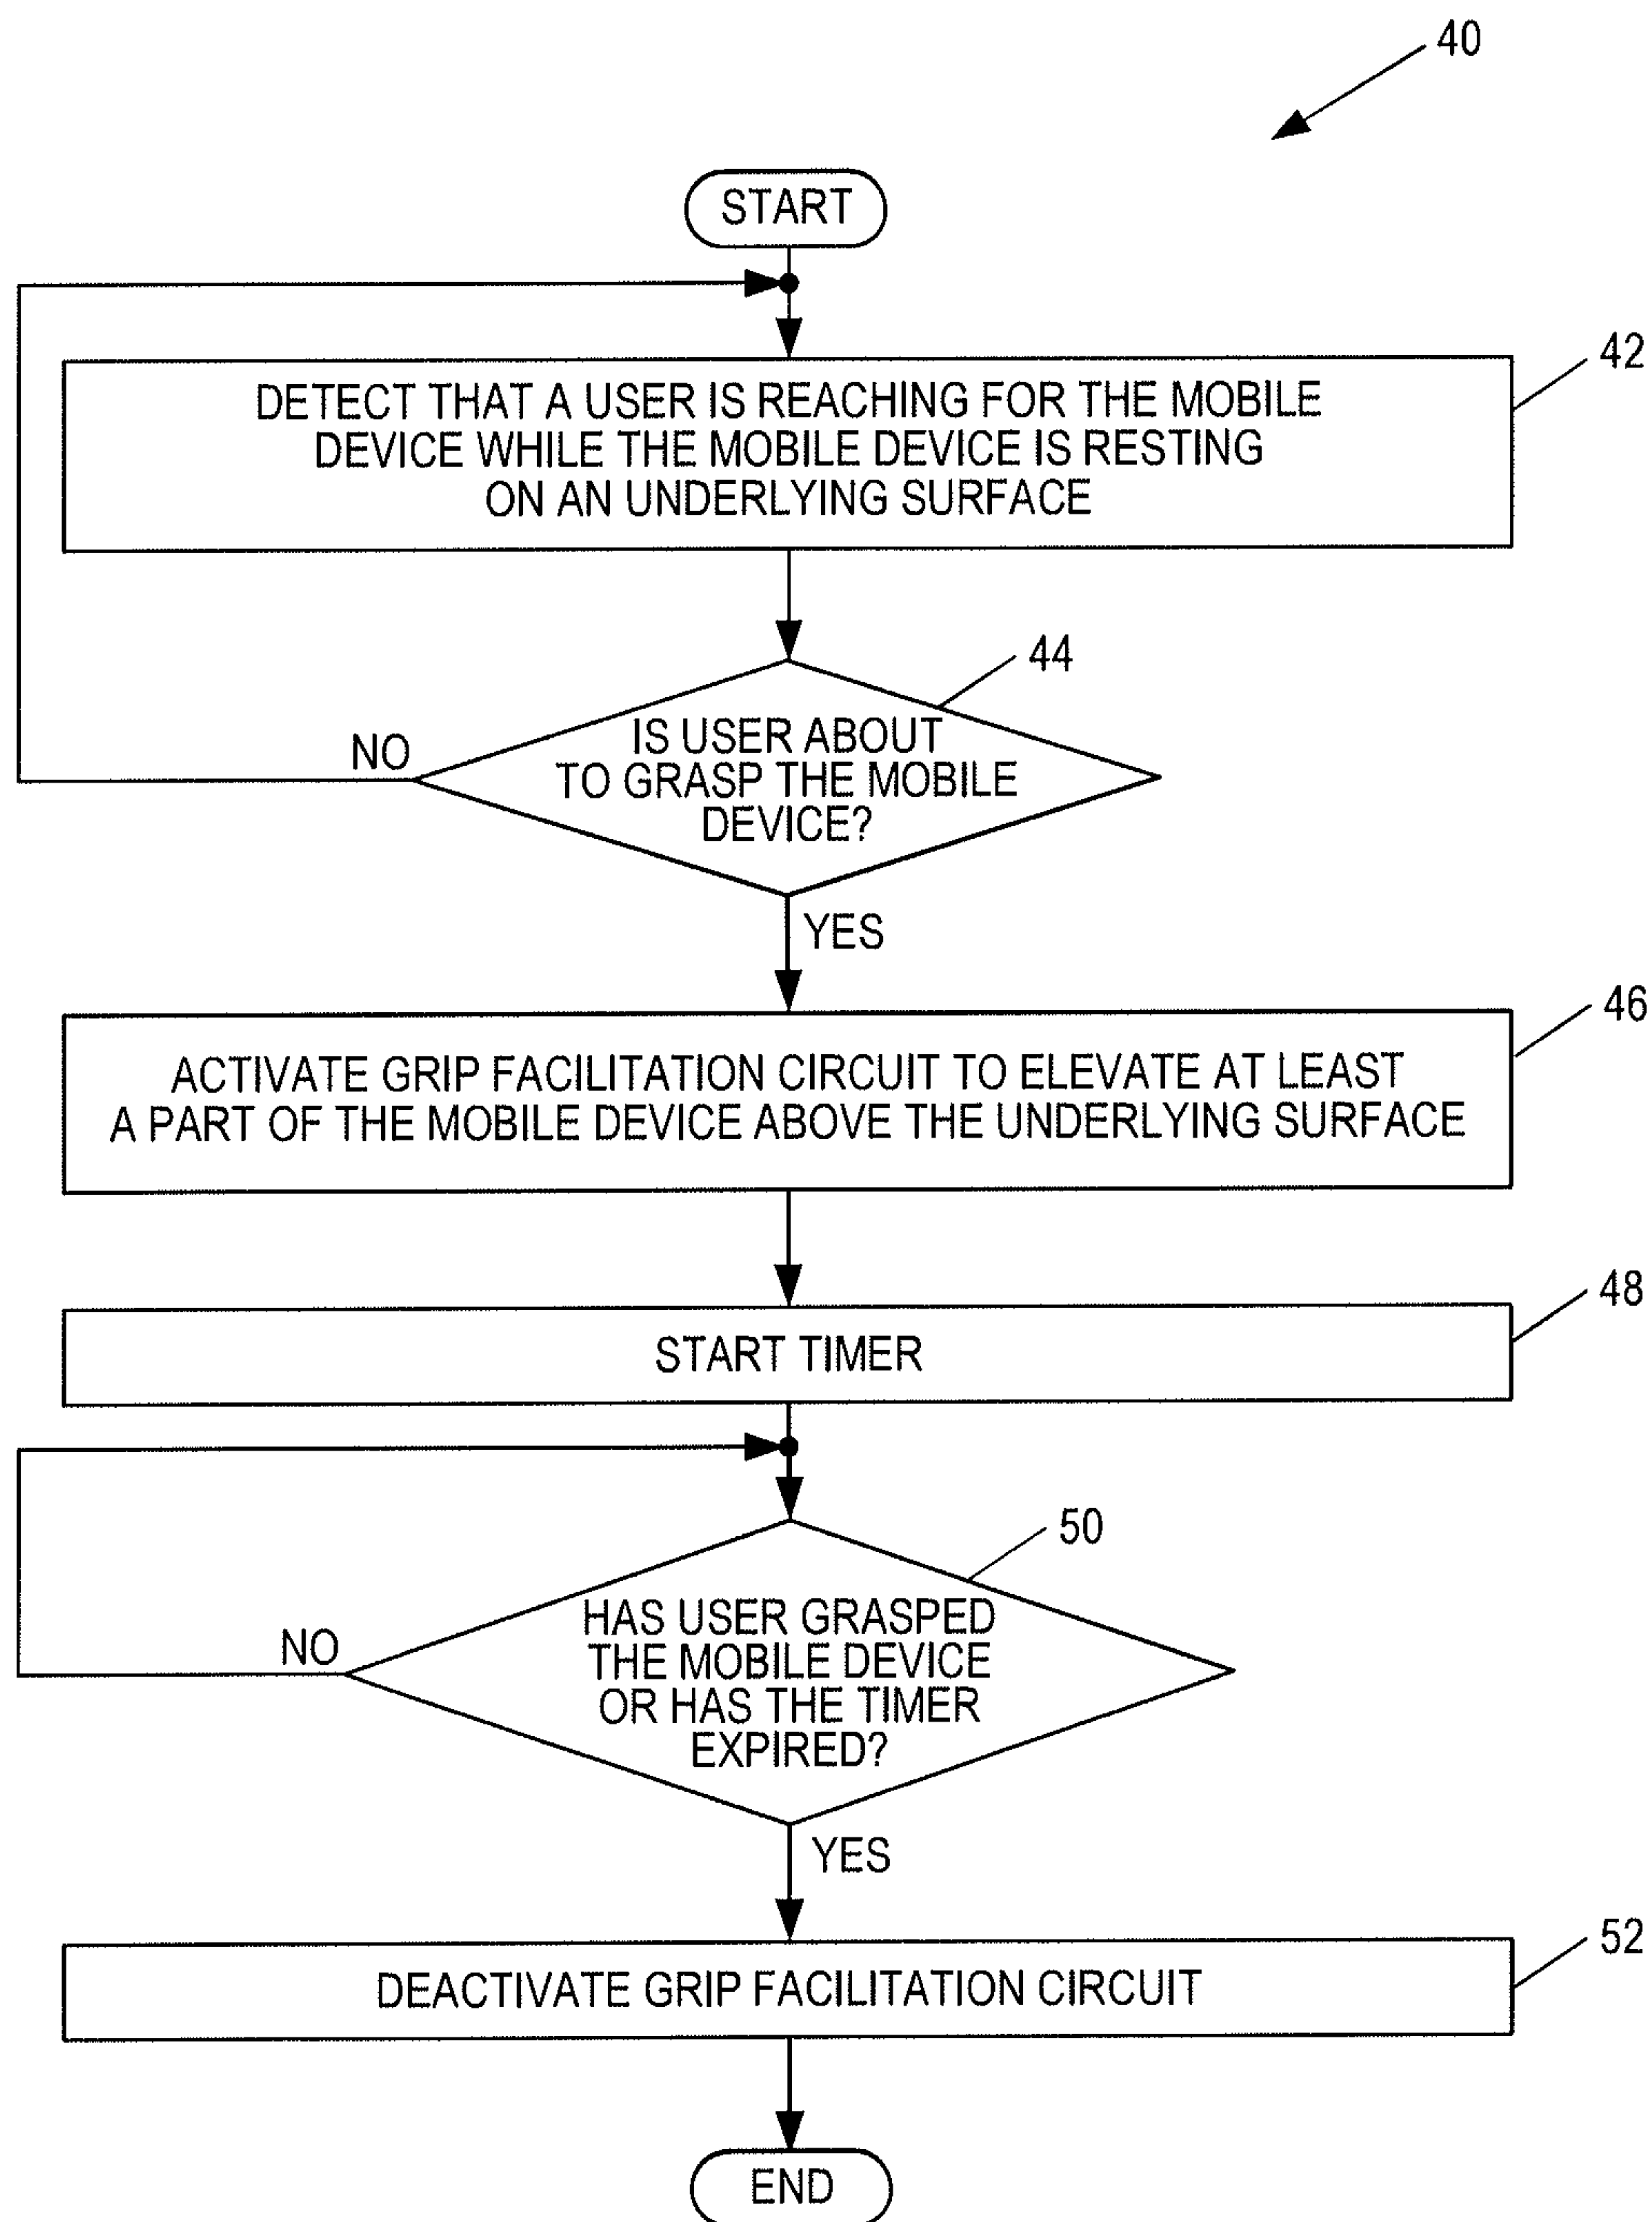 40
START
42
DETECT THAT A USER IS REACHING FOR THE MOBILE
DEVICE WHILE THE MOBILE DEVICE IS RESTING
ON AN UNDERLYING SURFACE
44
IS USER ABOUT
TO GRASP THE MOBILE
DEVICE?
NO
YES
46
ACTIVATE GRIP FACILITATION CIRCUIT TO ELEVATE AT LEAST
A PART OF THE MOBILE DEVICE ABOVE THE UNDERLYING SURFACE
48
START TIMER
50
HAS USER GRASPED
THE MOBILE DEVICE
OR HAS THE TIMER
EXPIRED?
NO
YES
52
DEACTIVATE GRIP FACILITATION CIRCUIT
END